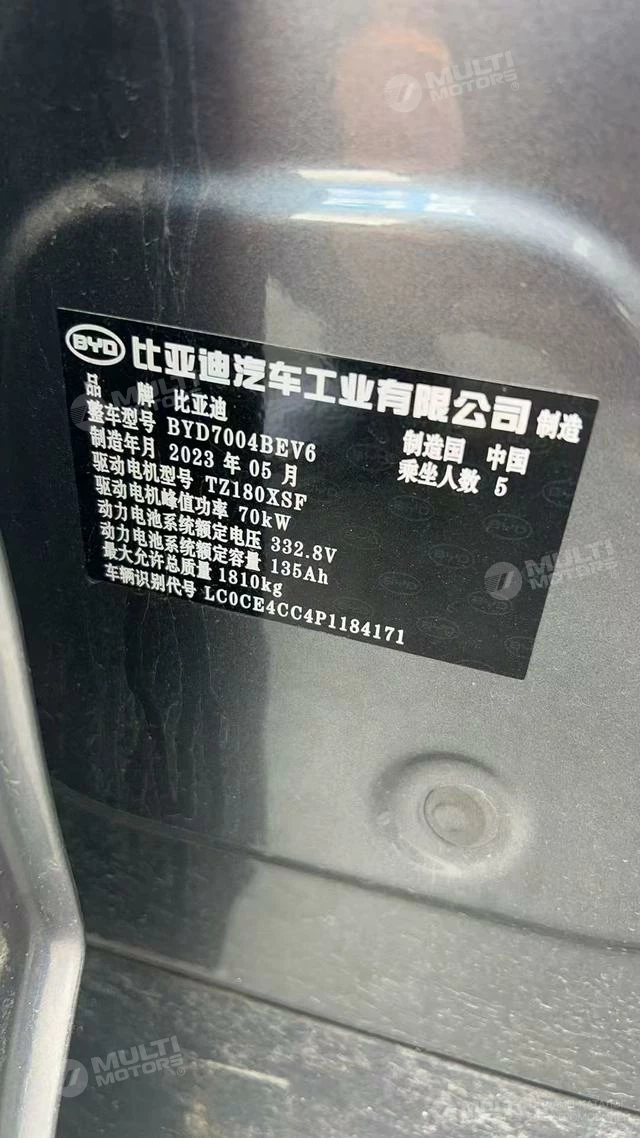 MULTI
MOTORS®
BYD 比亚迪汽车工业有限公司 制造
品 牌 比亚迪
整车型号 BYD7004BEV6 制造国 中国
制造年月 2023 年 05 月 乘坐人数 5
驱动电机型号 TZ180XSF
驱动电机峰值功率 70kW
动力电池系统额定电压 332.8V
动力电池系统额定容量 135Ah
最大允许总质量 1810kg
车辆识别代号 LC0CE4CC4P1184171
MULTI
MOTORS
MULTI
MOTORS®
MULTI
MOTORS®